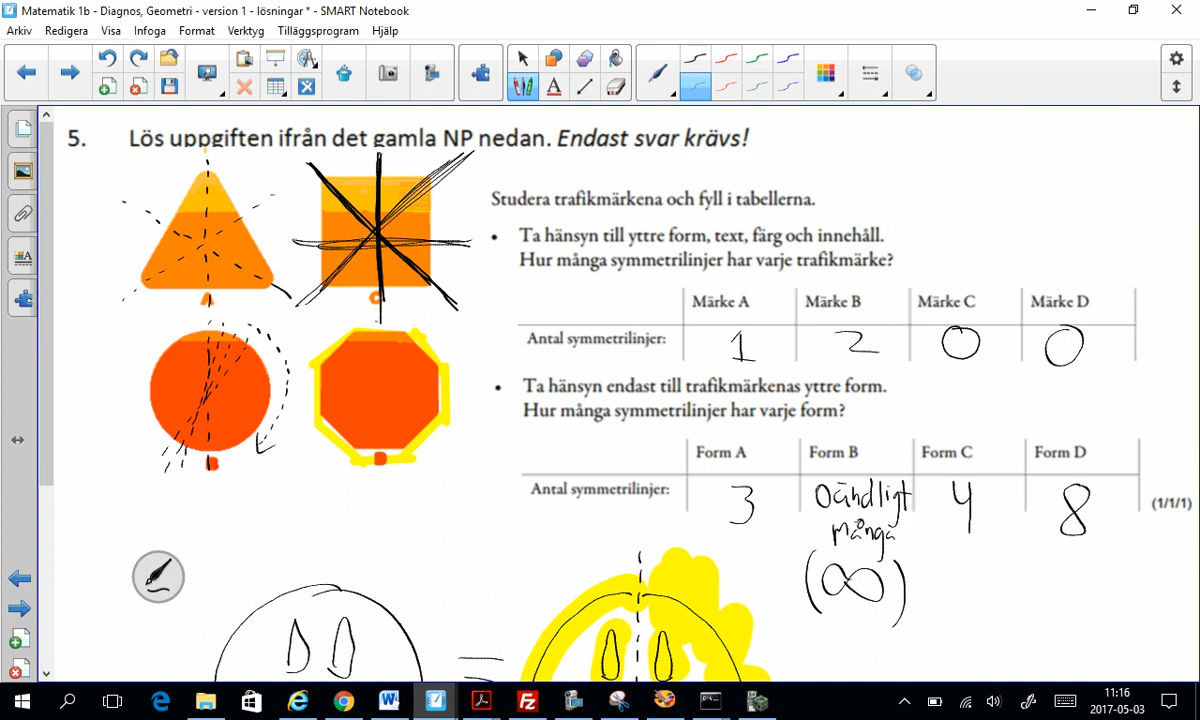 Matematik 1b - Diagnos, Geometri - version 1 - lösningar * - SMART Notebook
Arkiv Redigera Visa Infoga Format Verktyg Tilläggsprogram Hjälp
5. Lös uppgiften ifrån det gamla NP nedan. Endast svar krävs!
Studera trafikmärkena och fyll i tabellerna.
• Ta hänsyn till yttre form, text, färg och innehåll.
Hur många symmetrilinjer har varje trafikmärke?
Märke A Märke B Märke C Märke D
Antal symmetrilinjer: 1 2 0 0
• Ta hänsyn endast till trafikmärkenas yttre form.
Hur många symmetrilinjer har varje form?
Form A Form B Form C Form D
Antal symmetrilinjer: 3 Oändligt 4 8
många
(∞)
(1/1/1)
A
C
B
D
=
11:16
2017-05-03